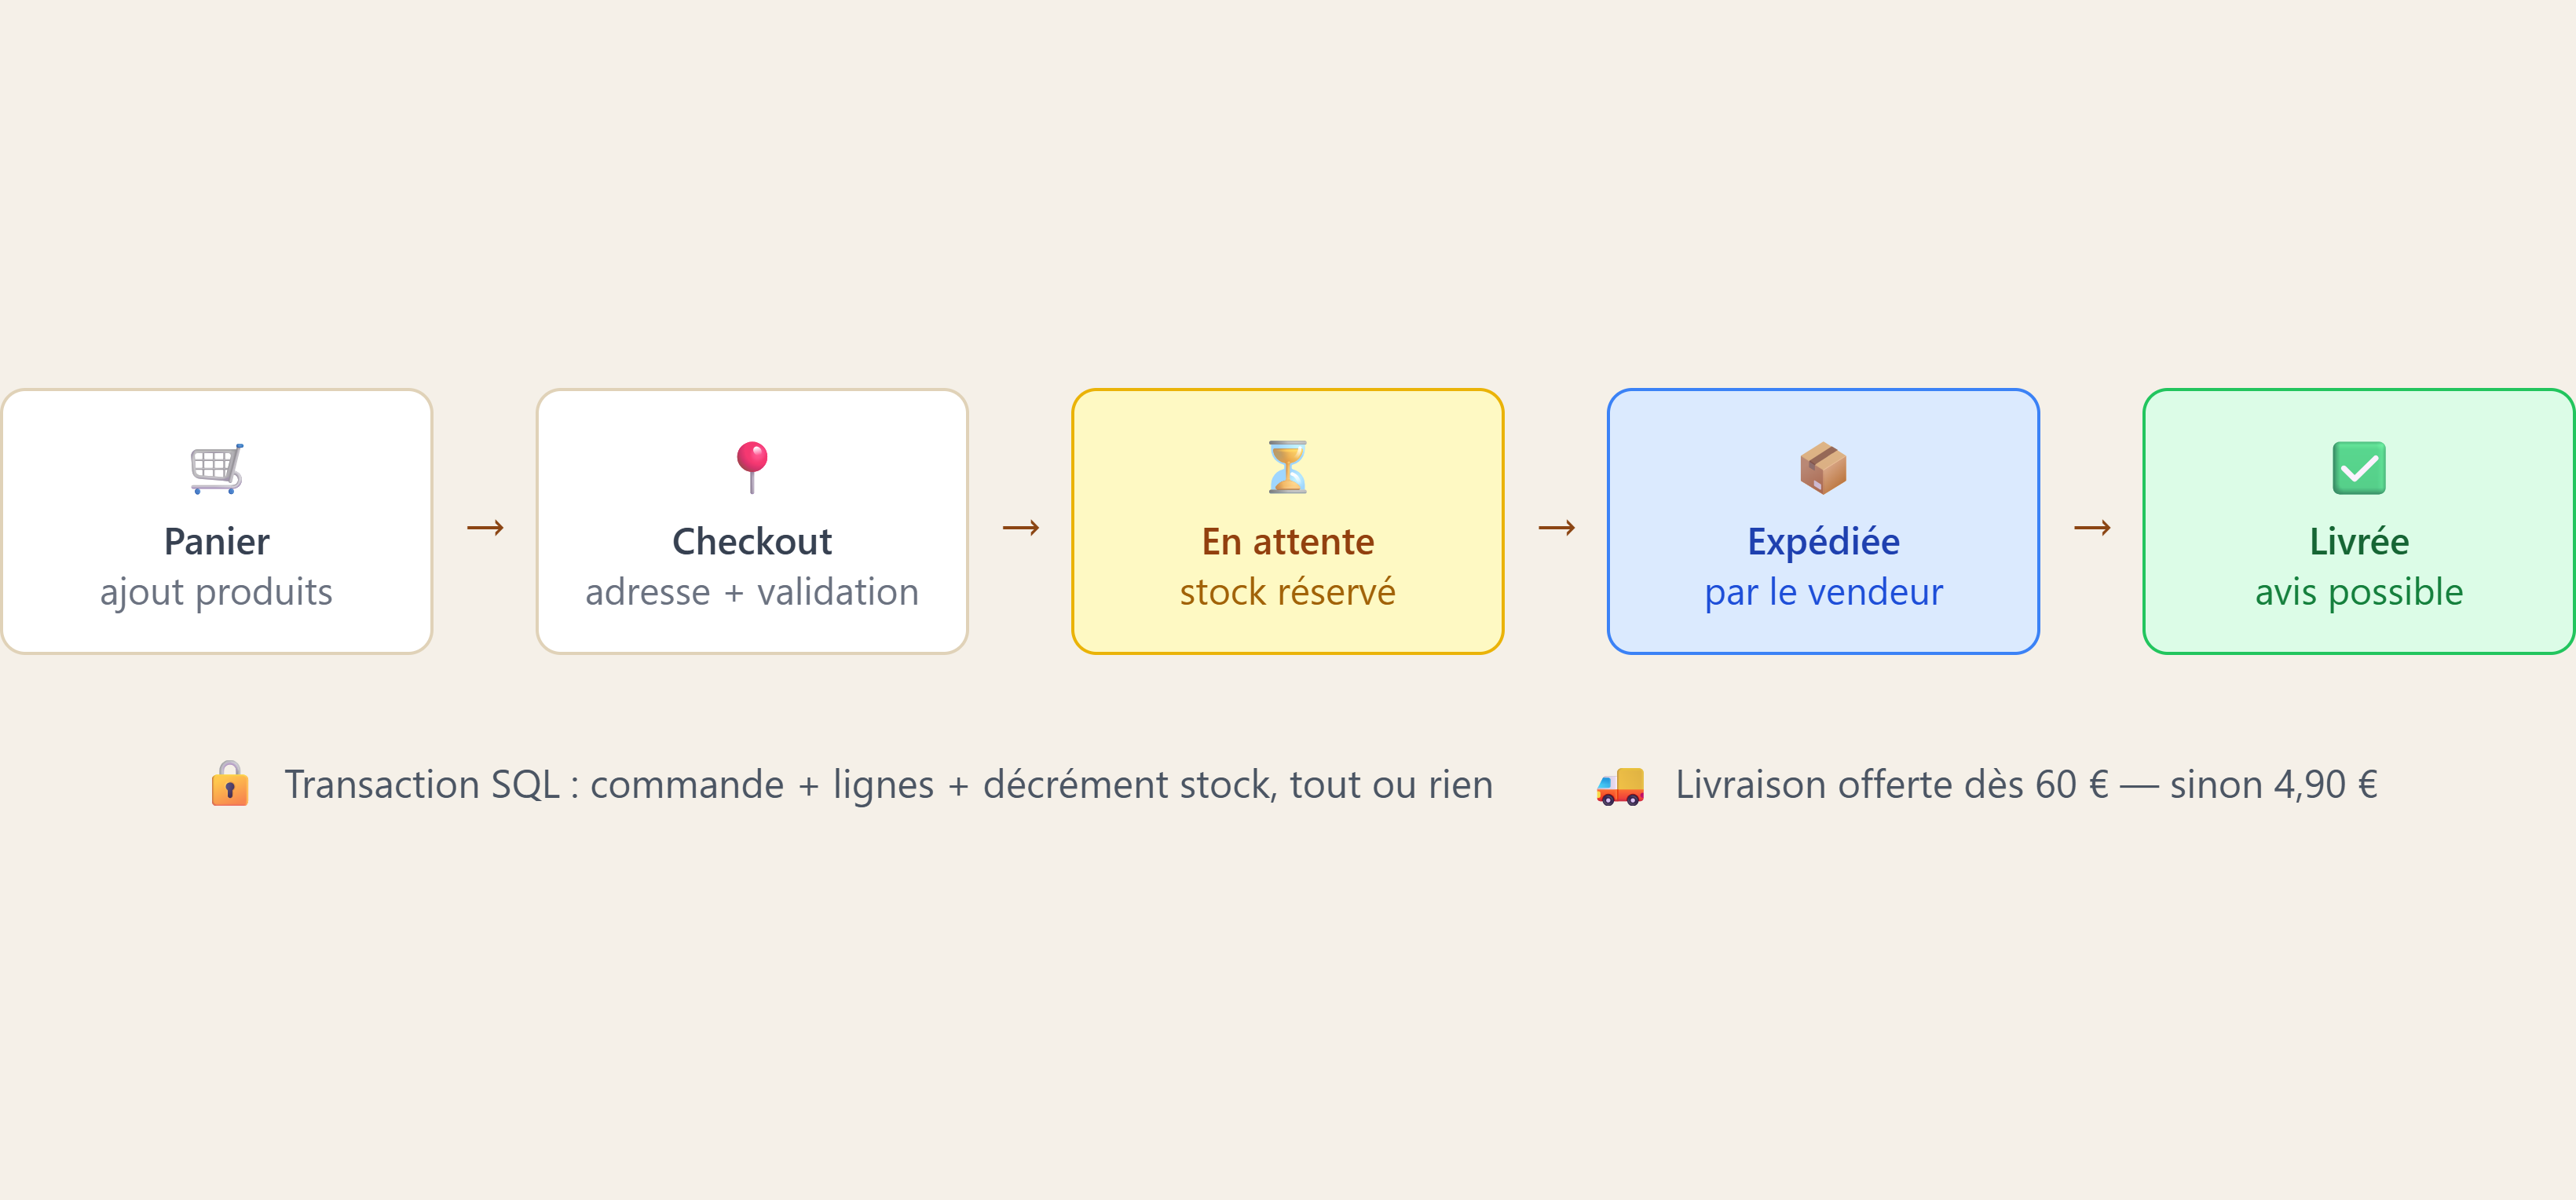 Panier
ajout produits
→
Checkout
adresse + validation
→
En attente
stock réservé
→
Expédiée
par le vendeur
→
Livrée
avis possible
Transaction SQL : commande + lignes + décrément stock, tout ou rien
Livraison offerte dès 60 € — sinon 4,90 €